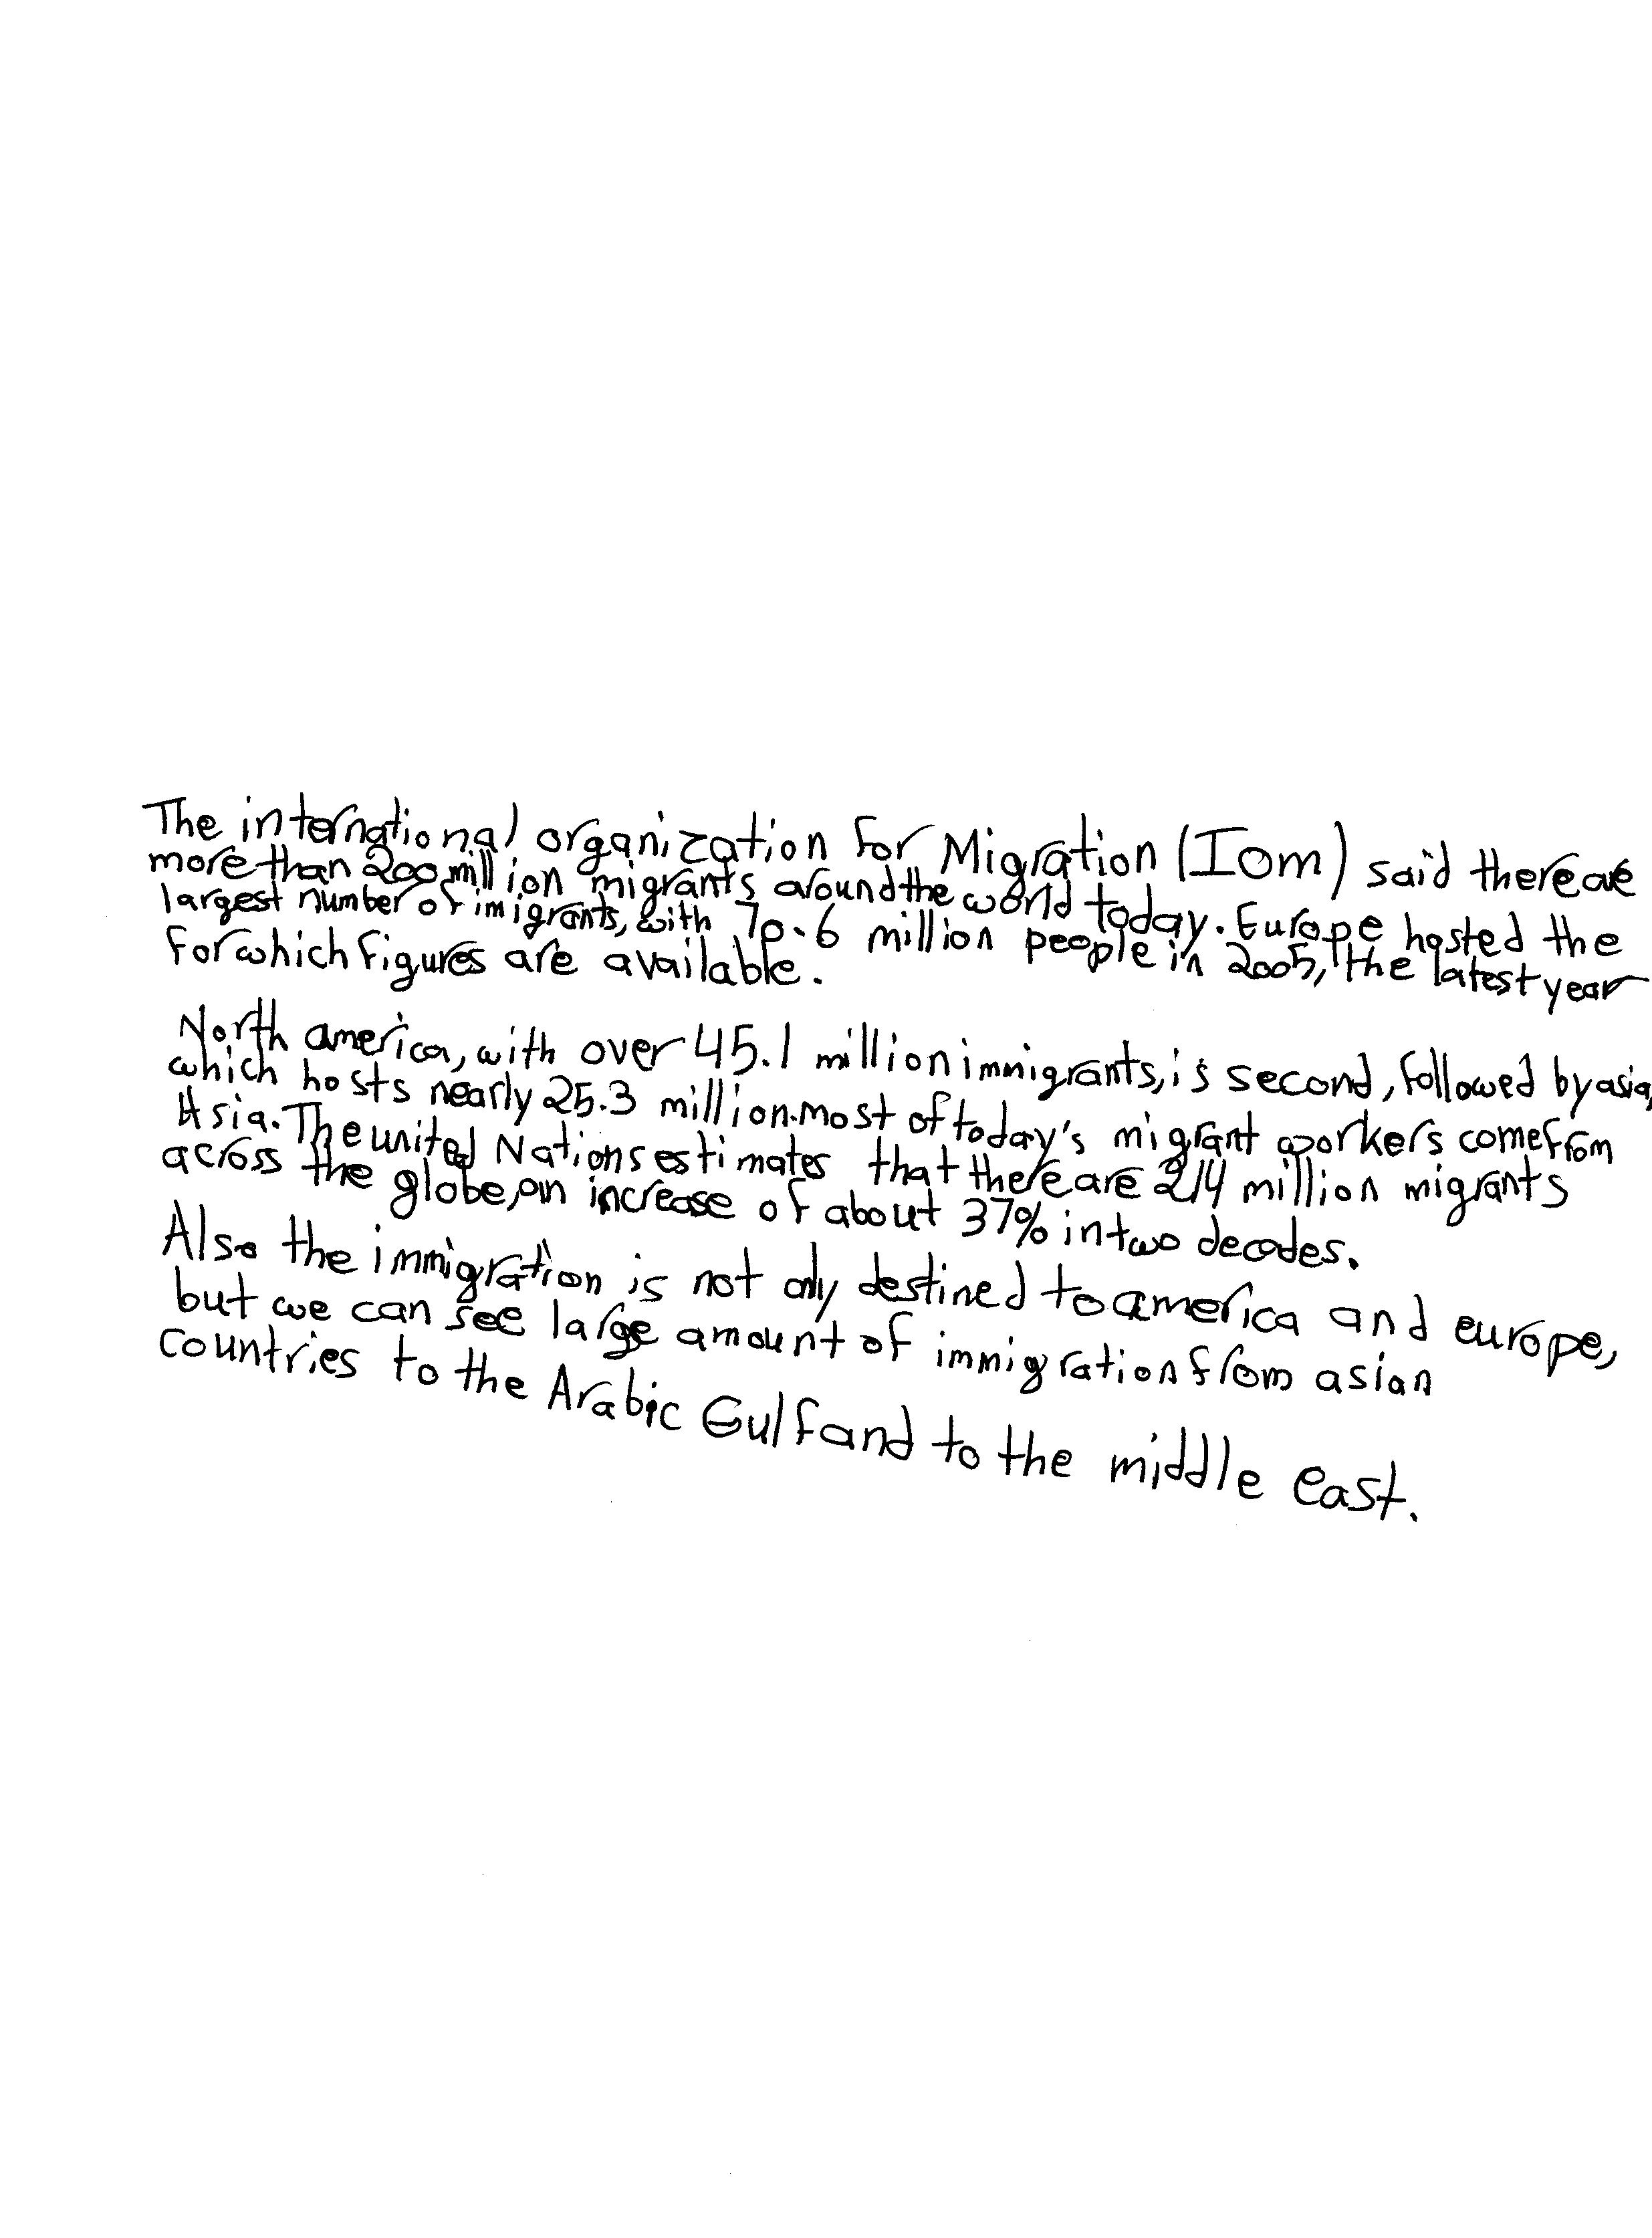 The international organization for Migration (Iom) said there are
more than 200 million migrants around the world today. Europe hosted the
largest number of imigrants, with 70.6 million people in 2005, the latest year
for which figures are available.
North america, with over 45.1 million immigrants, is second, followed by asia,
which hosts nearly 25.3 million. most of today's migrant workers come from
Asia. The united Nations estimates that there are 214 million migrants
across the globe, an increase of about 37% in two decades.
Also the immigration is not only destined to america and europe,
but we can see large amount of immigration from asian
countries to the Arabic Gulf and to the middle east.